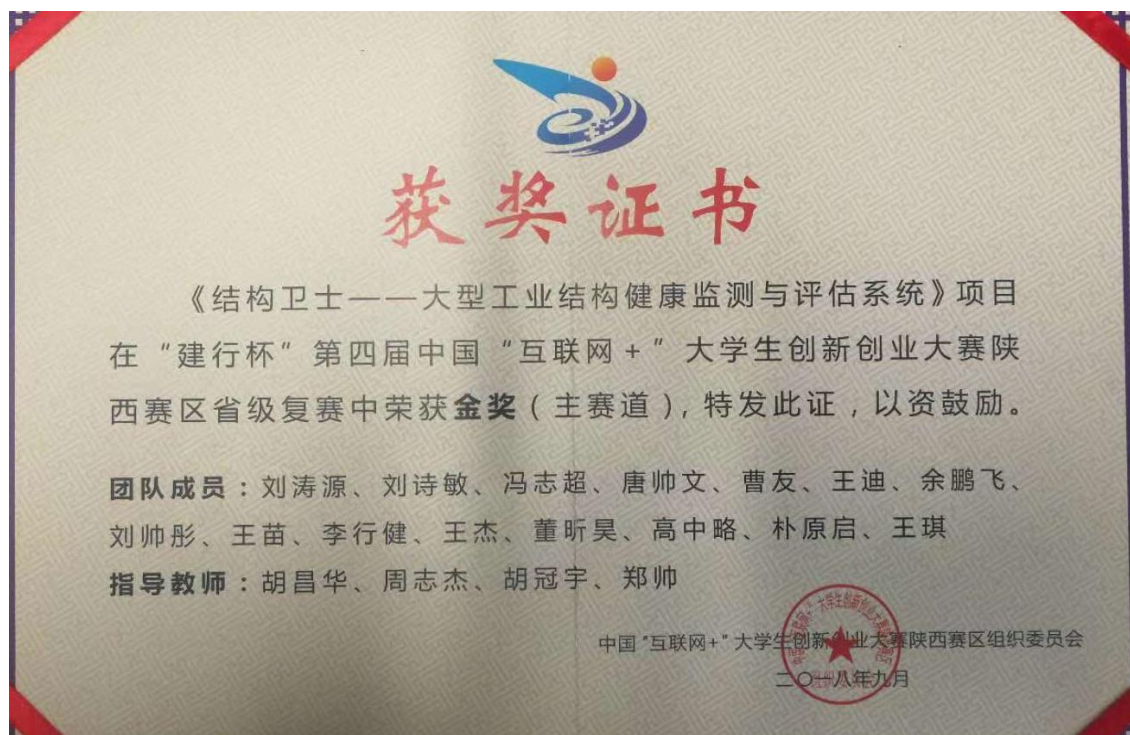 获奖证书
《结构卫士——大型工业结构健康监测与评估系统》项目
在“建行杯”第四届中国“互联网+”大学生创新创业大赛陕
西赛区省级复赛中荣获金奖（主赛道），特发此证，以资鼓励。
团队成员：刘涛源、刘诗敏、冯志超、唐帅文、曹友、王迪、余鹏飞、
刘帅彤、王苗、李行健、王杰、董昕昊、高中略、朴原启、王琪
指导教师：胡昌华、周志杰、胡冠宇、郑帅
中国“互联网+”大学生创新创业大赛陕西赛区组织委员会
二〇一八年九月